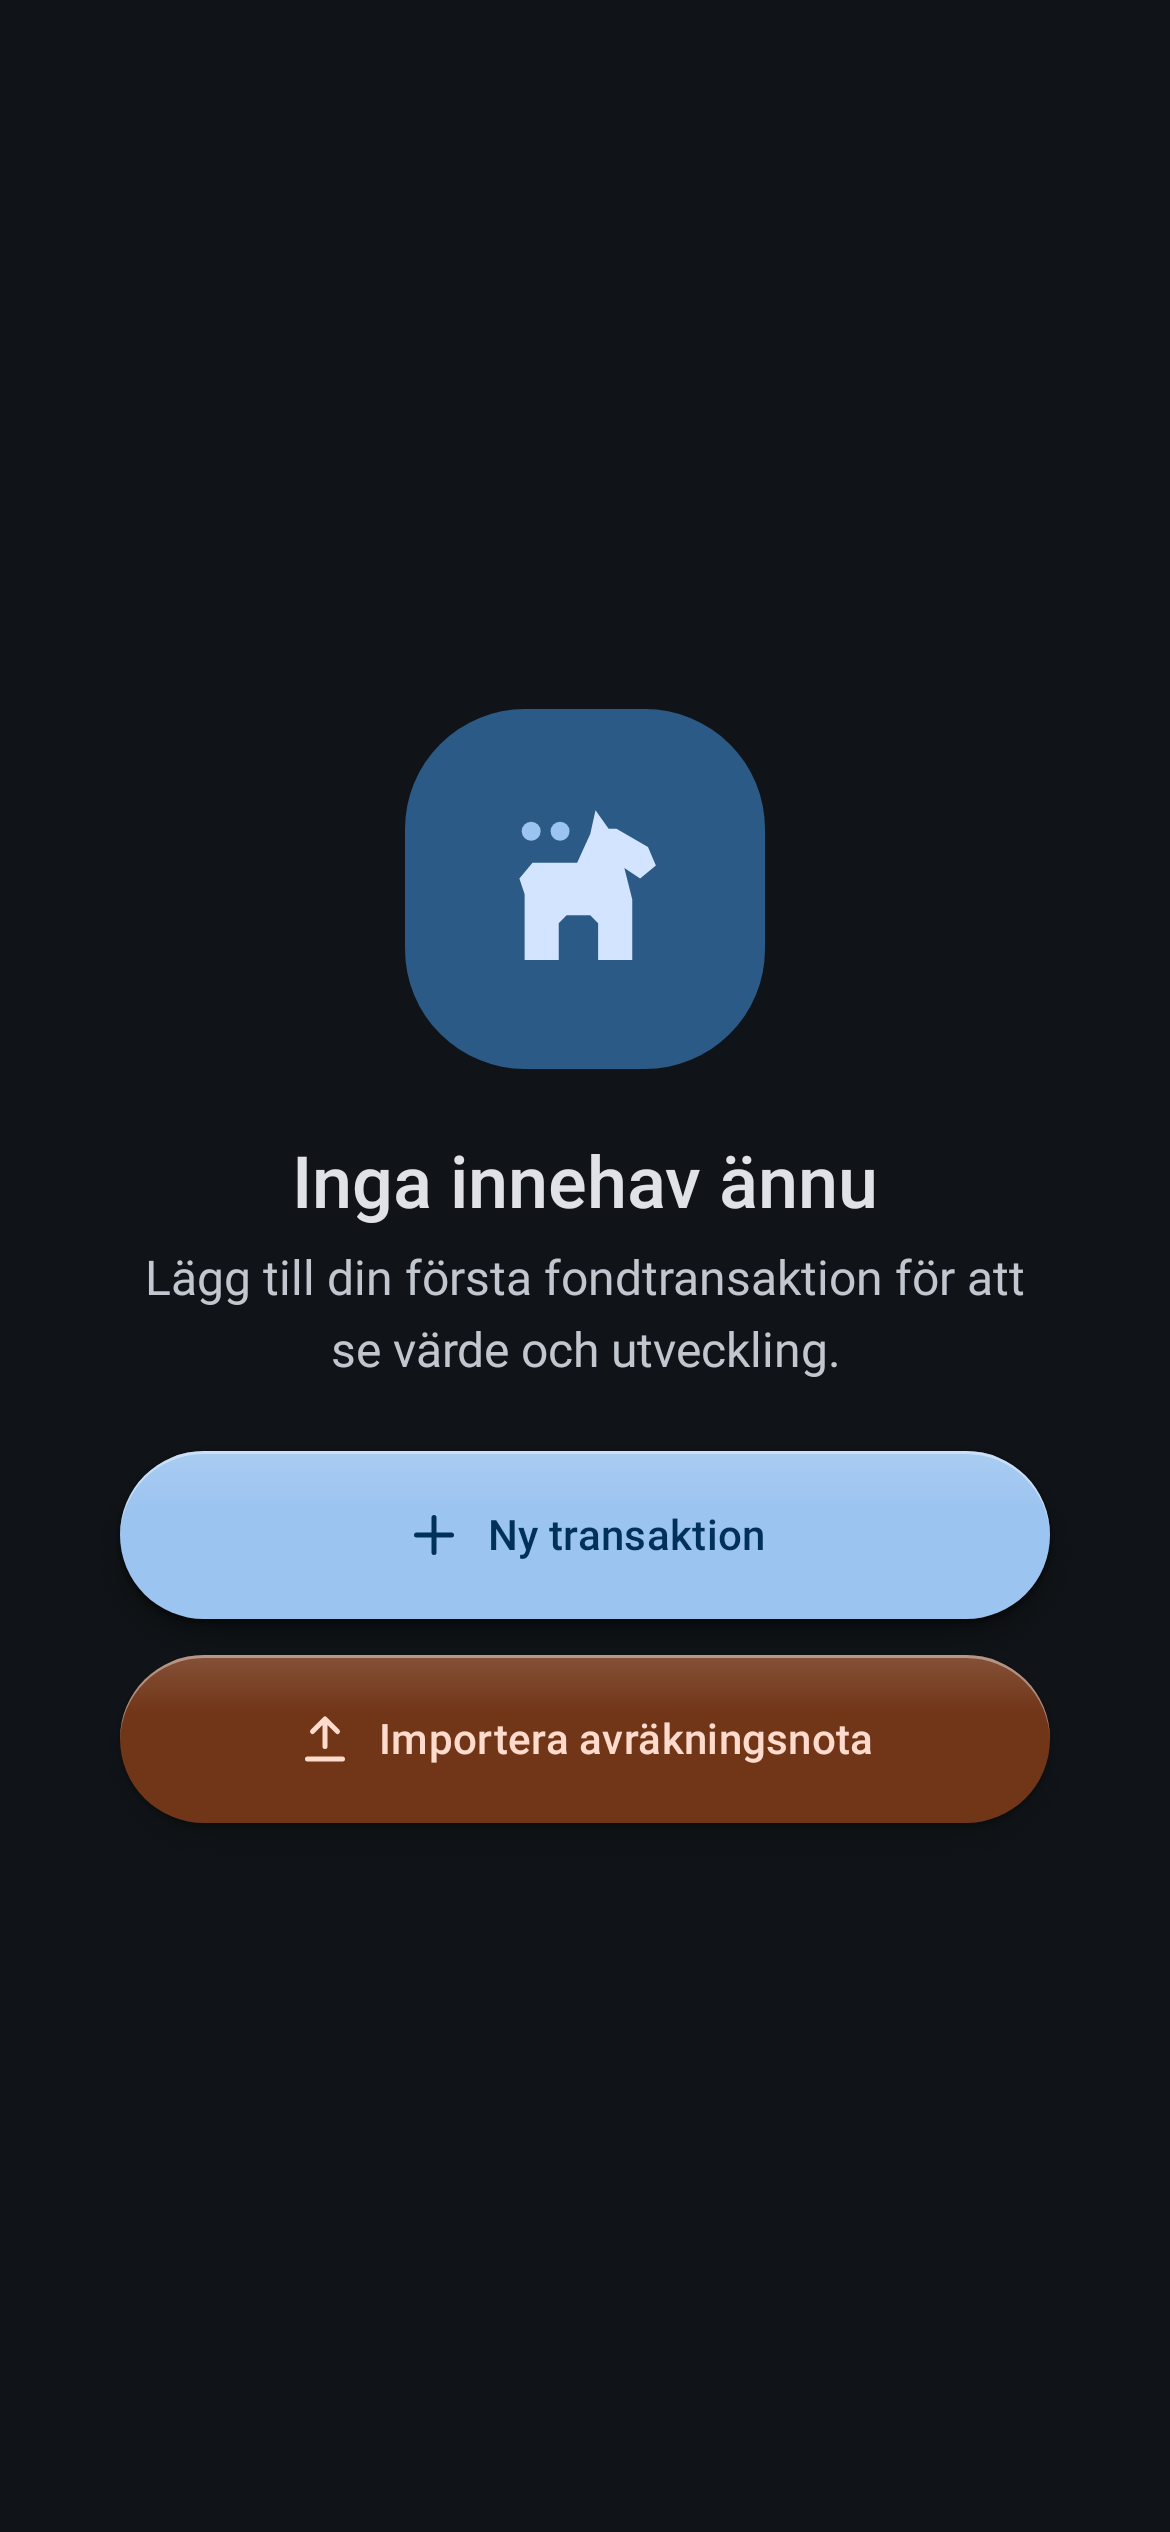 Inga innehav ännu
Lägg till din första fondtransaktion för att
se värde och utveckling.
Ny transaktion
Importera avräkningsnota